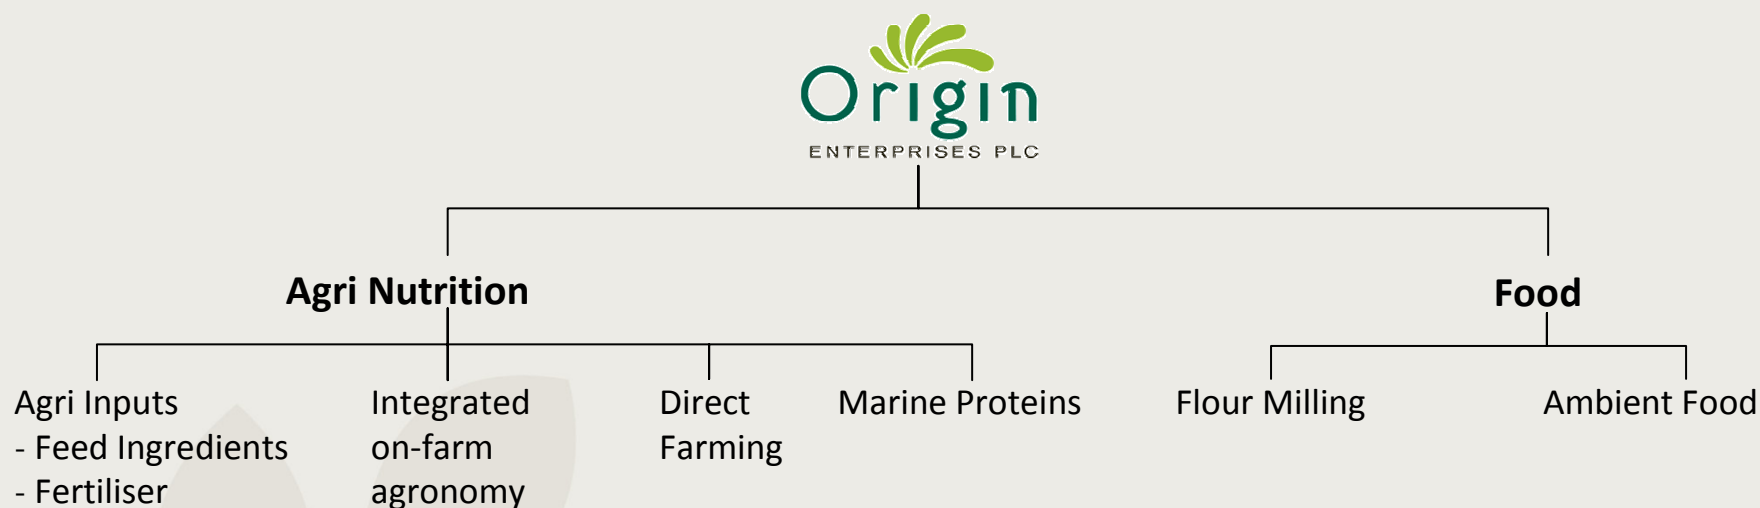 Origin
ENTERPRISES PLC
Agri Nutrition
Food
Agri Inputs
- Feed Ingredients
- Fertiliser
Integrated
on-farm
agronomy
Direct
Farming
Marine Proteins
Flour Milling
Ambient Food